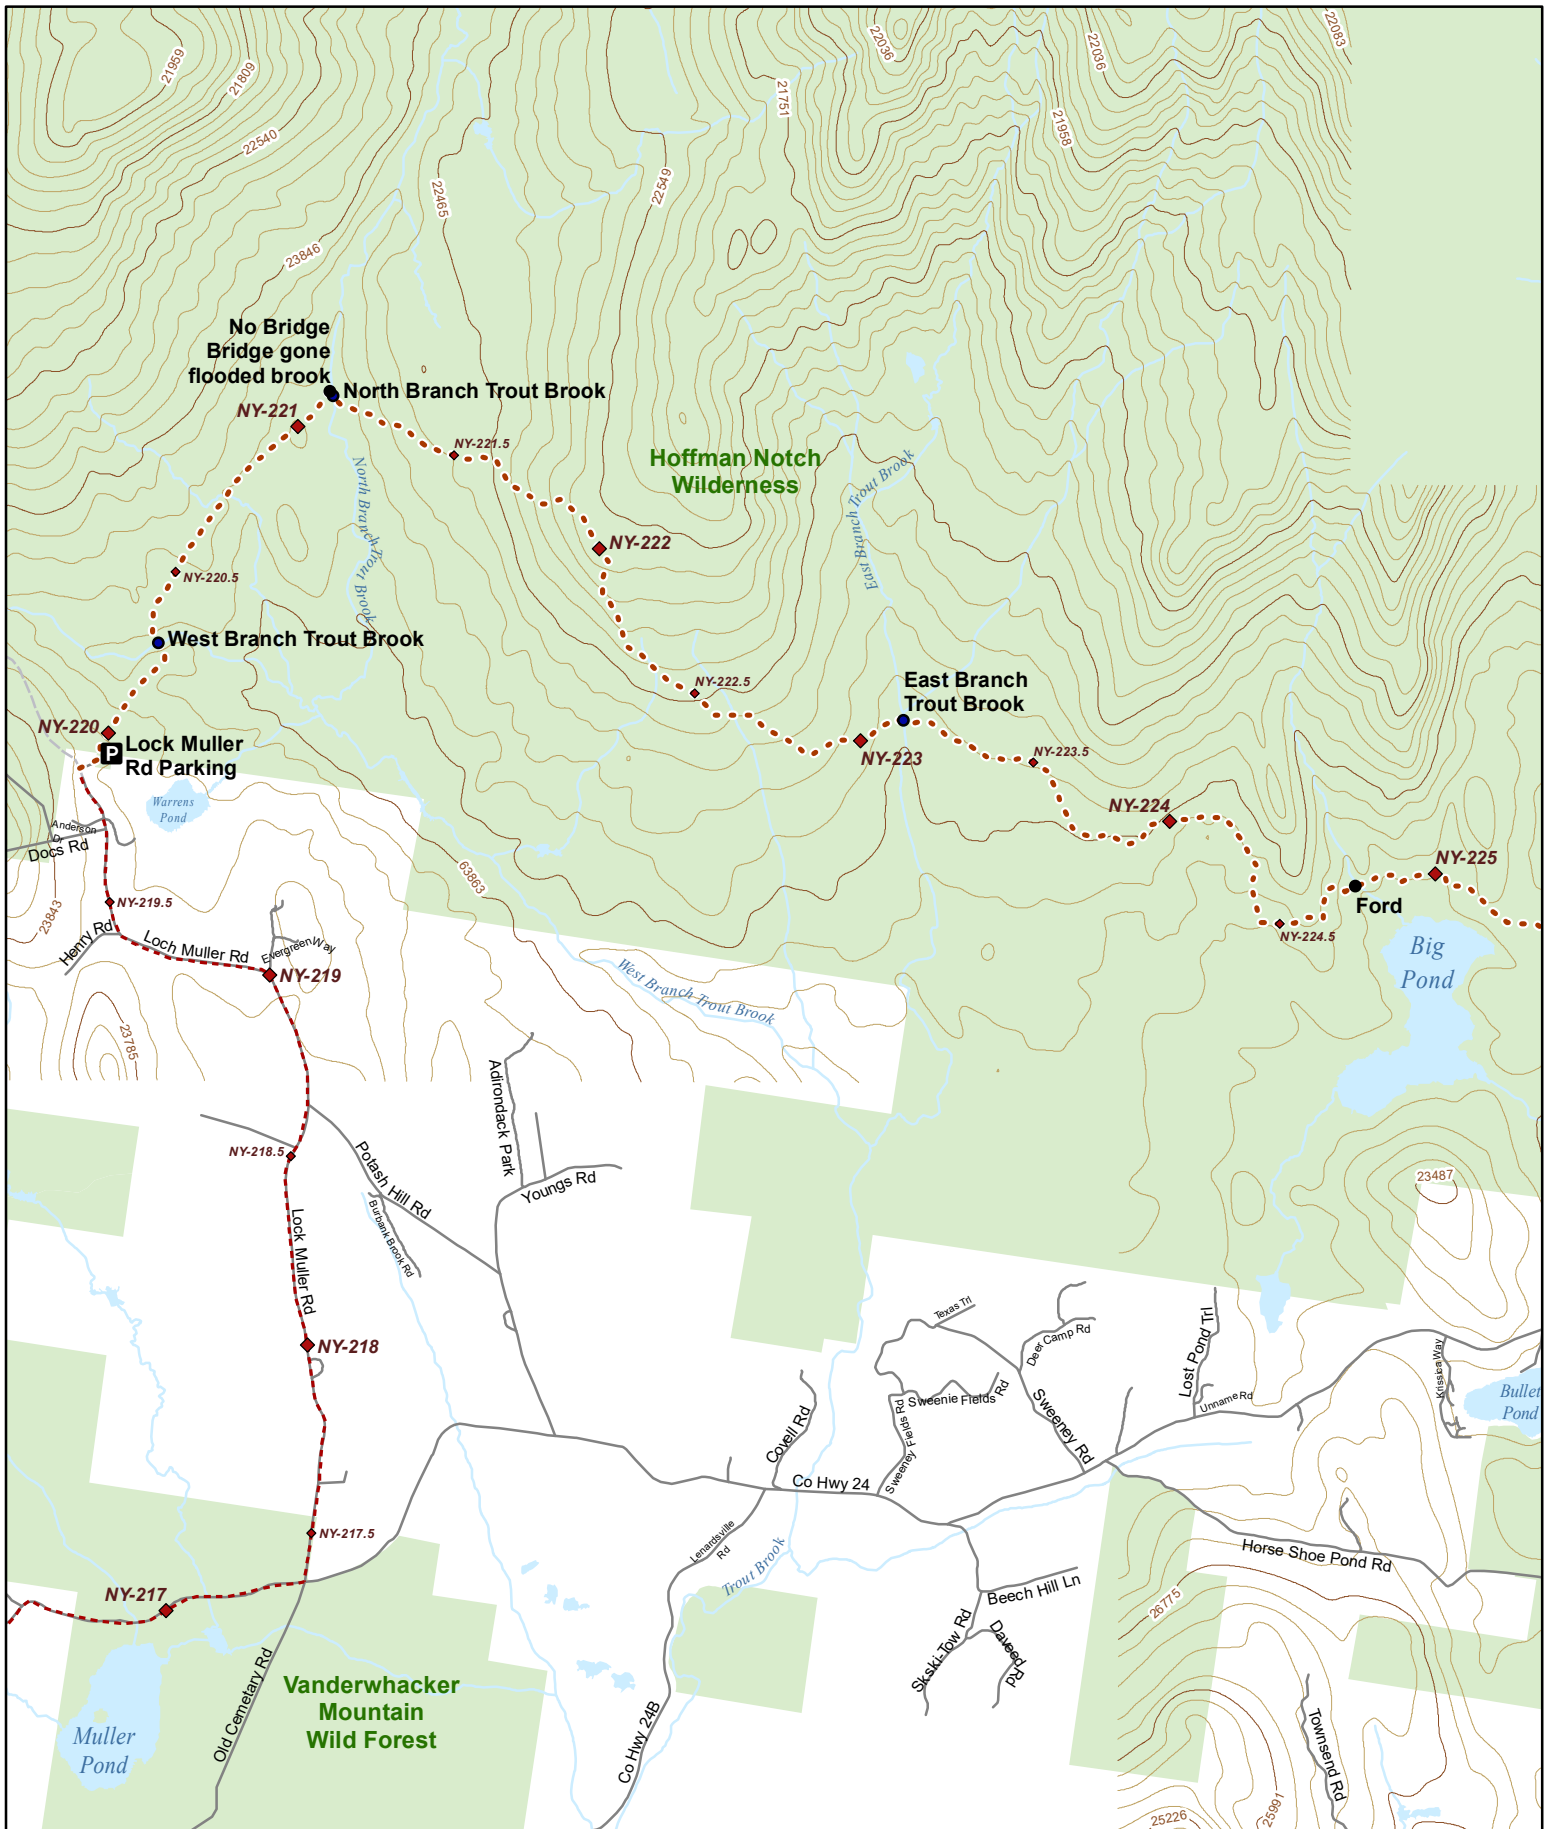 21959
21809
22540
23846
22465
22549
21751
22036
22036
21958
22083
No Bridge
Bridge gone
flooded brook
North Branch Trout Brook
NY-221
NY-221.5
Hoffman Notch
Wilderness
North Branch Trout Brook
East Branch Trout Brook
NY-222
NY-220.5
West Branch Trout Brook
NY-222.5
East Branch
Trout Brook
NY-220
Lock Muller
Rd Parking
P
NY-223
NY-223.5
Warrens
Pond
NY-224
Anderson
Dr
Docs Rd
63863
NY-225
23843
NY-219.5
Ford
Henry Rd
Loch Muller Rd
Evergreen Way
NY-224.5
Big
Pond
NY-219
West Branch Trout Brook
23785
Adirondack Park
NY-218.5
Potash Hill Rd
Youngs Rd
23487
Burbank Brook Rd
Lock Muller Rd
Texas Trl
Deer Camp Rd
Lost Pond Trl
NY-218
Krissica Way
Bullet
Pond
Sweenie Fields Rd
Sweeney Fields Rd
Sweeney Rd
Unname Rd
Covell Rd
Co Hwy 24
NY-217.5
Lenardsville
Rd
Trout Brook
Horse Shoe Pond Rd
NY-217
Beech Hill Ln
26775
Skski-Tow Rd
Daveed Rd
Old Cemetary Rd
Vanderwhacker
Mountain
Wild Forest
Muller
Pond
Co Hwy 24B
Townsend Rd
25226
25991